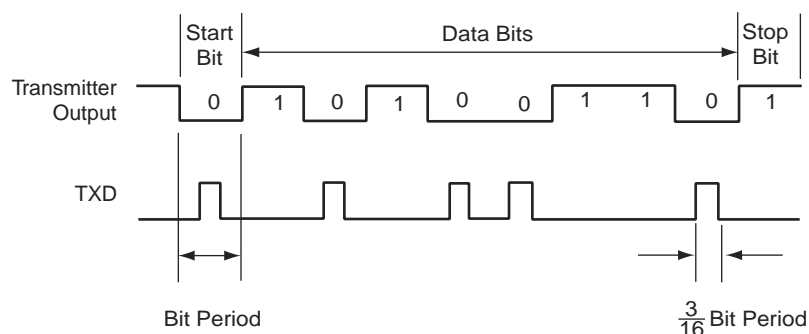 Start
Bit
Data Bits
Stop
Bit
Transmitter
Output
0 1 0 1 0 0 1 1 0 1
TXD
Bit Period
3
16 Bit Period